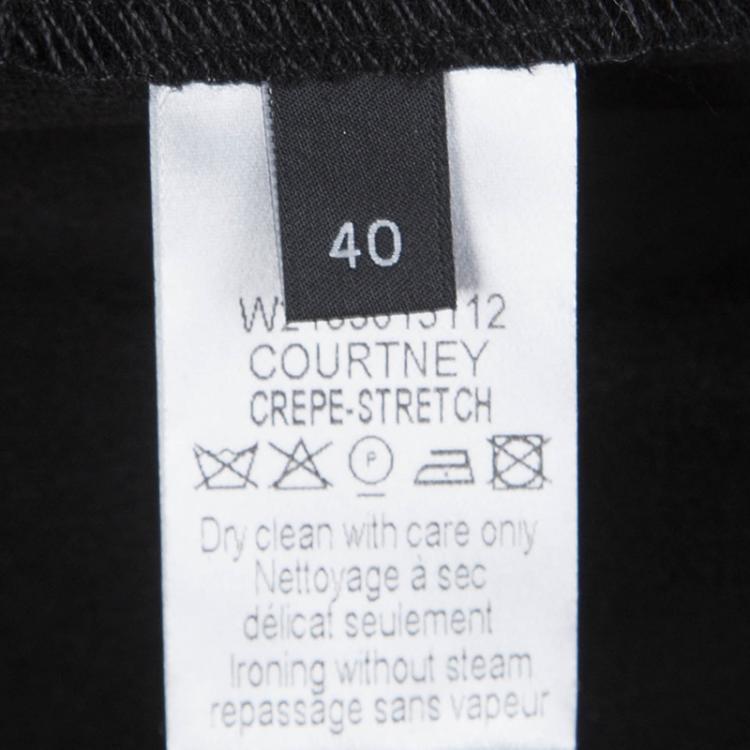 40
COURTNEY
CREPE-STRETCH
P
Dry clean with care only
Nettoyage à sec
délicat seulement
Ironing without steam
repassage sans vapeur